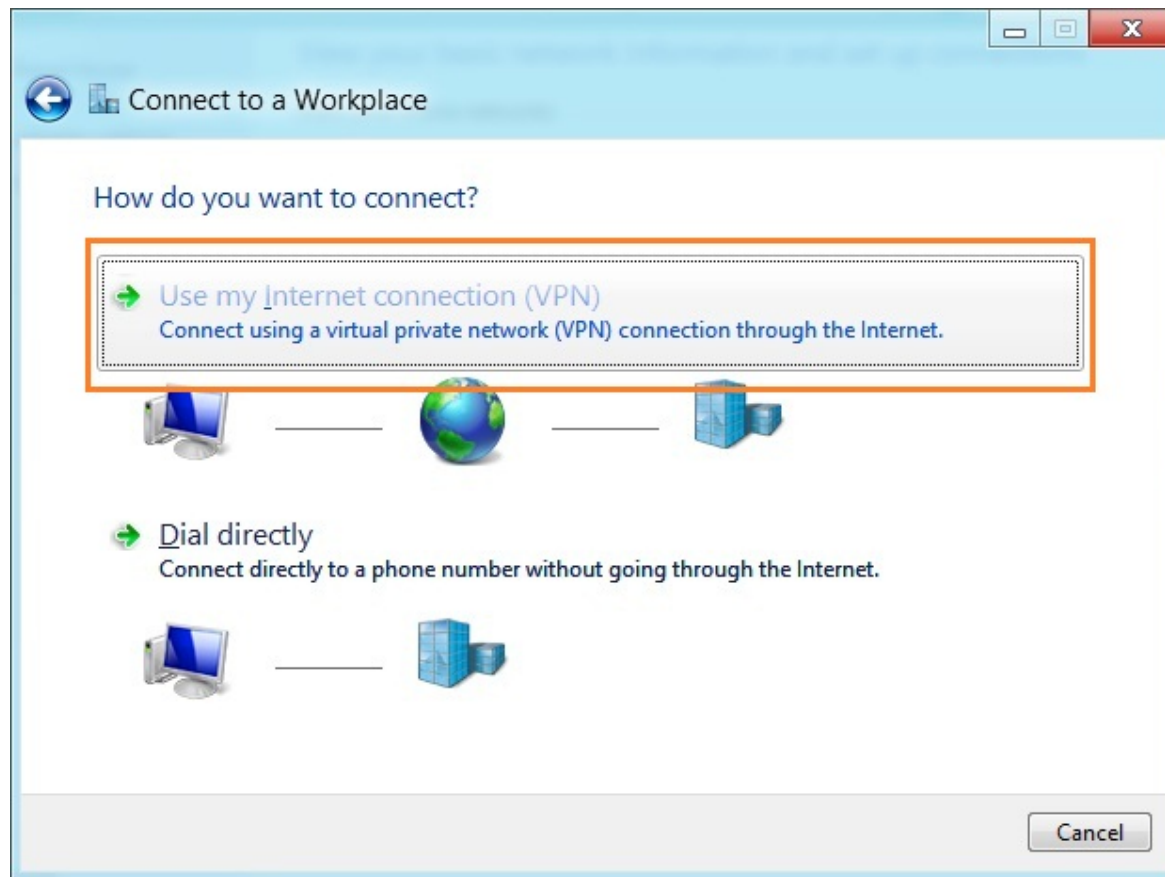 Connect to a Workplace
How do you want to connect?
Use my Internet connection (VPN)
Connect using a virtual private network (VPN) connection through the Internet.
Dial directly
Connect directly to a phone number without going through the Internet.
Cancel